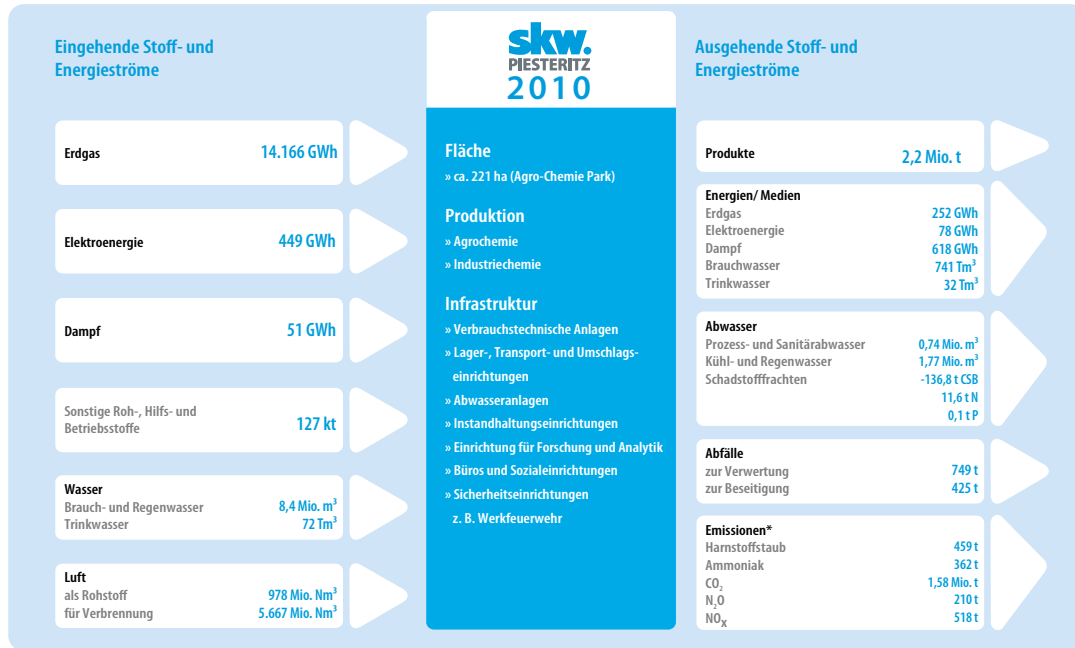 Eingehende Stoff- und
Energieströme
Erdgas 14.166 GWh
Elektroenergie 449 GWh
Dampf 51 GWh
Sonstige Roh-, Hilfs- und
Betriebsstoffe 127 kt
Wasser
Brauch- und Regenwasser 8,4 Mio. m³
Trinkwasser 72 Tm³
Luft
als Rohstoff 978 Mio. Nm³
für Verbrennung 5.667 Mio. Nm³
skw.
PIESTERITZ
2010
Fläche
» ca. 221 ha (Agro-Chemie Park)
Produktion
» Agrochemie
» Industriechemie
Infrastruktur
» Verbrauchstechnische Anlagen
» Lager-, Transport- und Umschlags-
einrichtungen
» Abwasseranlagen
» Instandhaltungseinrichtungen
» Einrichtung für Forschung und Analytik
» Büros und Sozialeinrichtungen
» Sicherheitseinrichtungen
z. B. Werkfeuerwehr
Ausgehende Stoff- und
Energieströme
Produkte 2,2 Mio. t
Energien/ Medien
Erdgas 252 GWh
Elektroenergie 78 GWh
Dampf 618 GWh
Brauchwasser 741 Tm³
Trinkwasser 32 Tm³
Abwasser
Prozess- und Sanitärabwasser 0,74 Mio. m³
Kühl- und Regenwasser 1,77 Mio. m³
Schadstofffrachten -136,8 t CSB
11,6 t N
0,1 t P
Abfälle
zur Verwertung 749 t
zur Beseitigung 425 t
Emissionen*
Harnstoffstaub 459 t
Ammoniak 362 t
CO₂ 1,58 Mio. t
N₂O 210 t
NOx 518 t